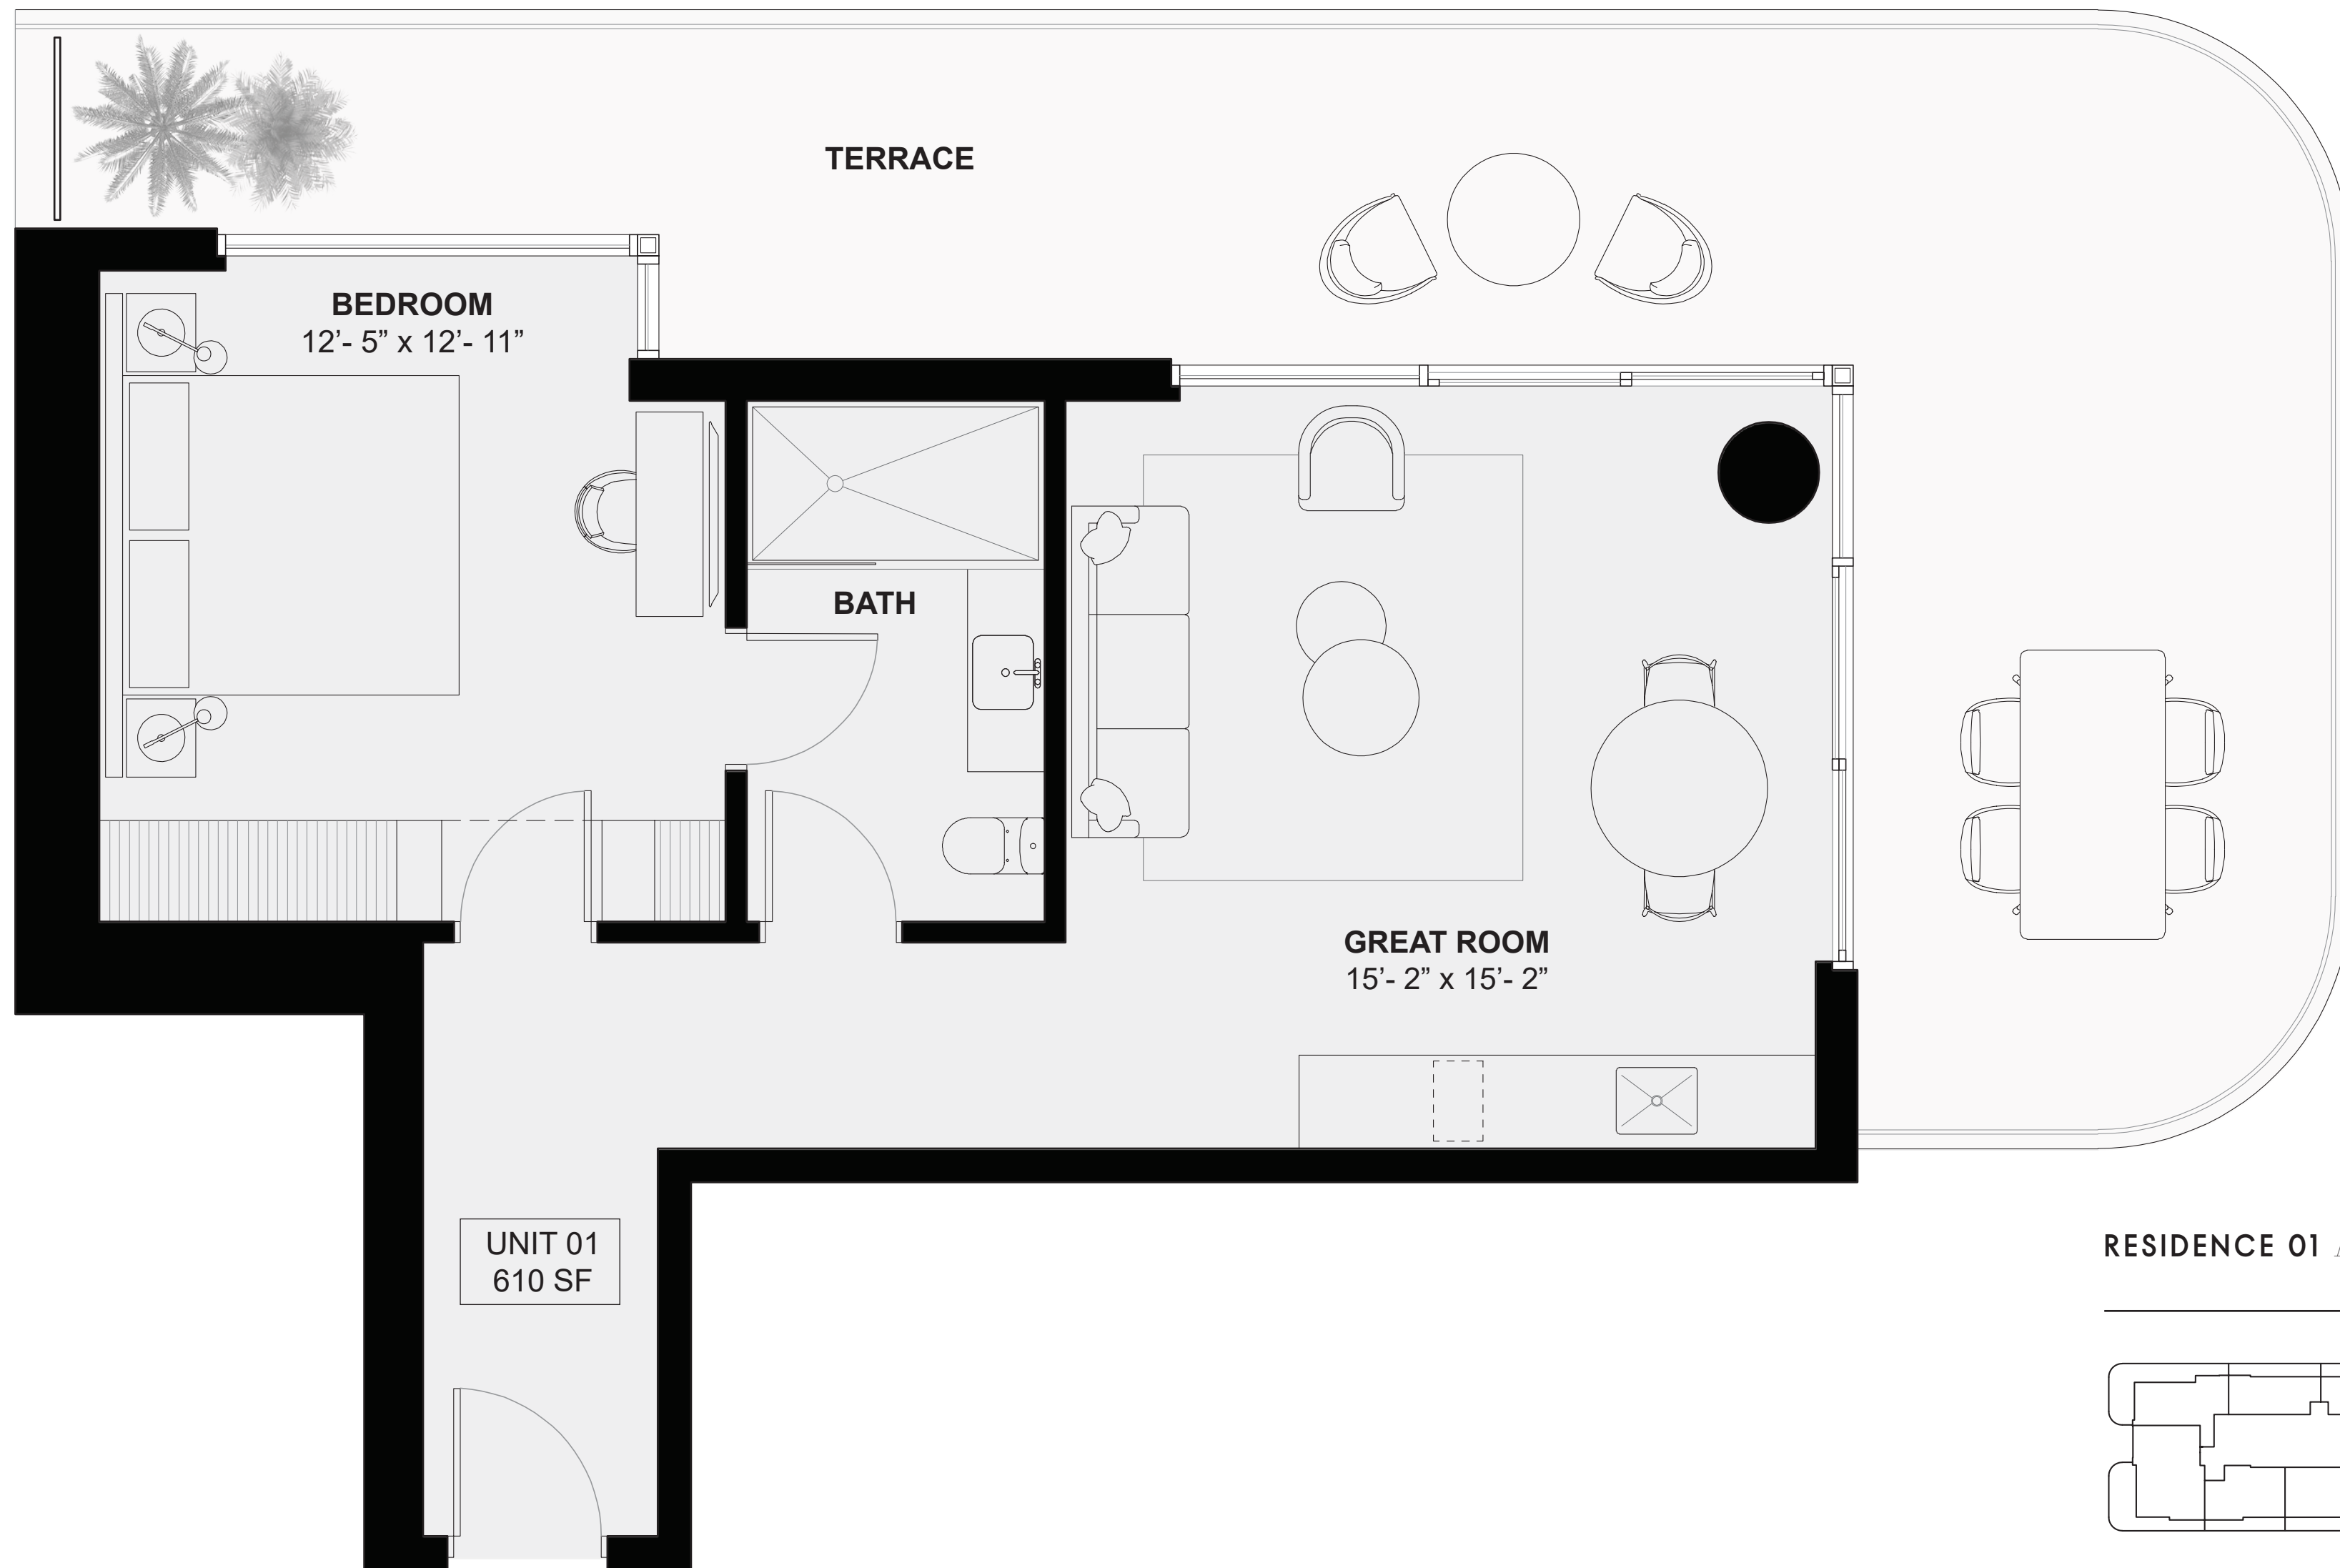 TERRACE
BEDROOM
12’- 5” x 12’- 11”
BATH
GREAT ROOM
15’- 2” x 15’- 2”
UNIT 01
610 SF
RESIDENCE 01